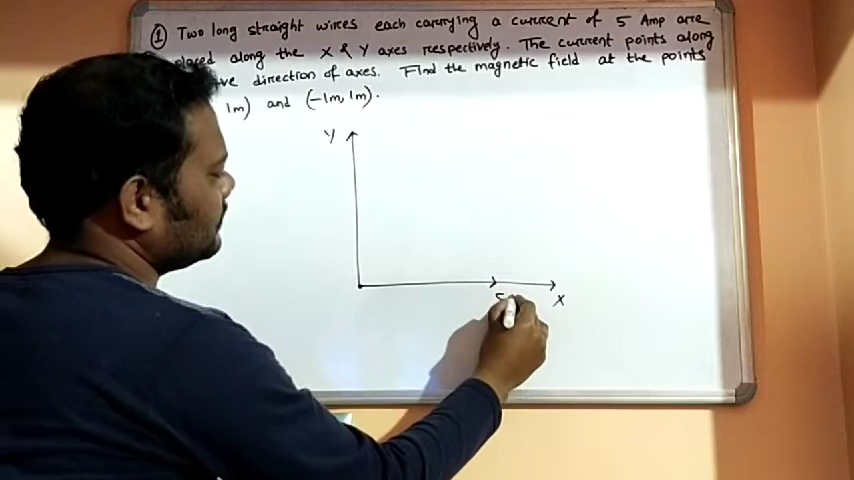 ① Two long straight wires each carrying a current of 5 Amp are
placed along the X & Y axes respectively. The current points along
direction of axes. Find the magnetic field at the points
1m) and (-1m, 1m).
Y
5
X